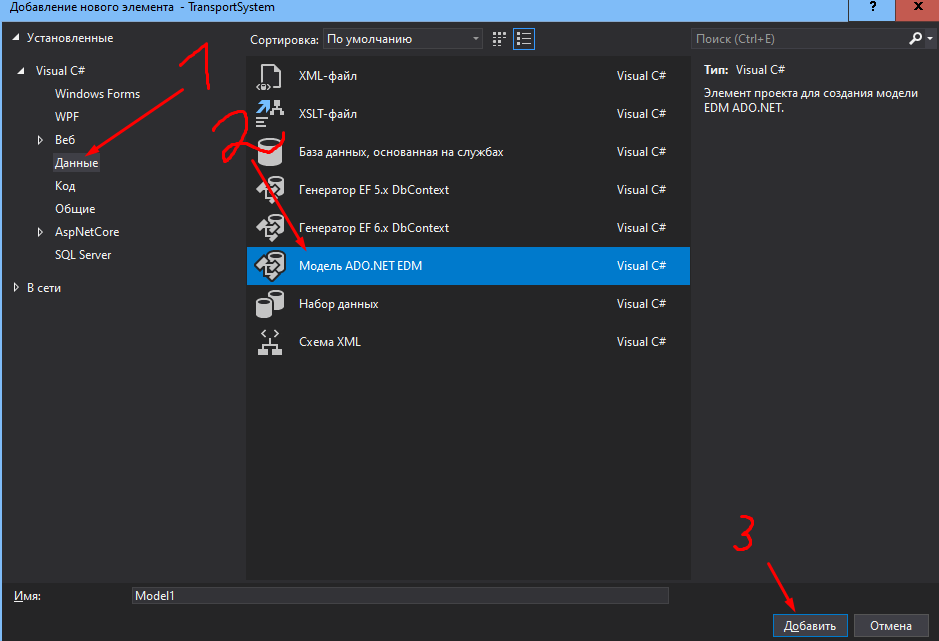 Добавление нового элемента - TransportSystem
?
x
Установленные
Сортировка: По умолчанию
Поиск (Ctrl+E)
Visual C#
Windows Forms
WPF
Веб
Данные
Код
Общие
AspNetCore
SQL Server
В сети
1
2
XML-файл Visual C#
XSLT-файл Visual C#
База данных, основанная на службах Visual C#
Генератор EF 5.x DbContext Visual C#
Генератор EF 6.x DbContext Visual C#
Модель ADO.NET EDM Visual C#
Набор данных Visual C#
Схема XML Visual C#
Тип: Visual C#
Элемент проекта для создания модели
EDM ADO.NET.
3
Имя: Model1
Добавить Отмена